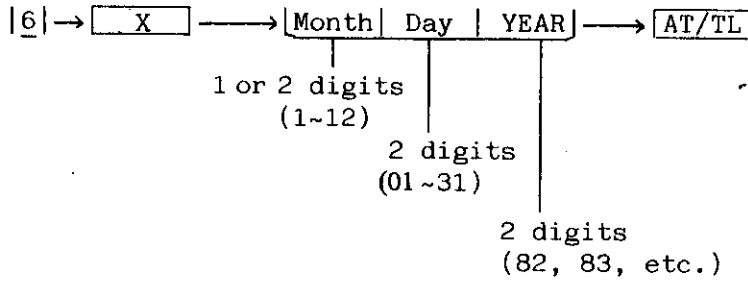 6 → X → Month Day YEAR → AT/TL
1 or 2 digits
(1~12)
2 digits
(01~31)
2 digits
(82, 83, etc.)